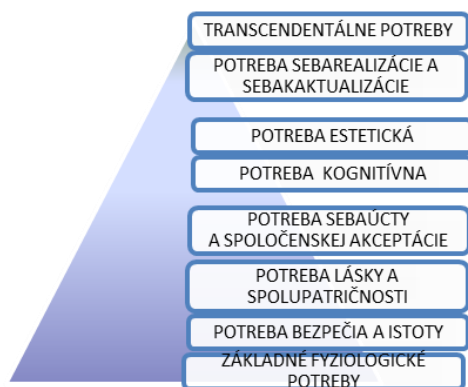 TRANSCENDENTÁLNE POTREBY
POTREBA SEBAREALIZÁCIE A
SEBAKAKTUALIZÁCIE
POTREBA ESTETICKÁ
POTREBA KOGNITÍVNA
POTREBA SEBAÚCTY
A SPOLOČENSKEJ AKCEPTÁCIE
POTREBA LÁSKY A
SPOLUPATRIČNOSTI
POTREBA BEZPEČIA A ISTOTY
ZÁKLADNÉ FYZIOLOGICKÉ
POTREBY